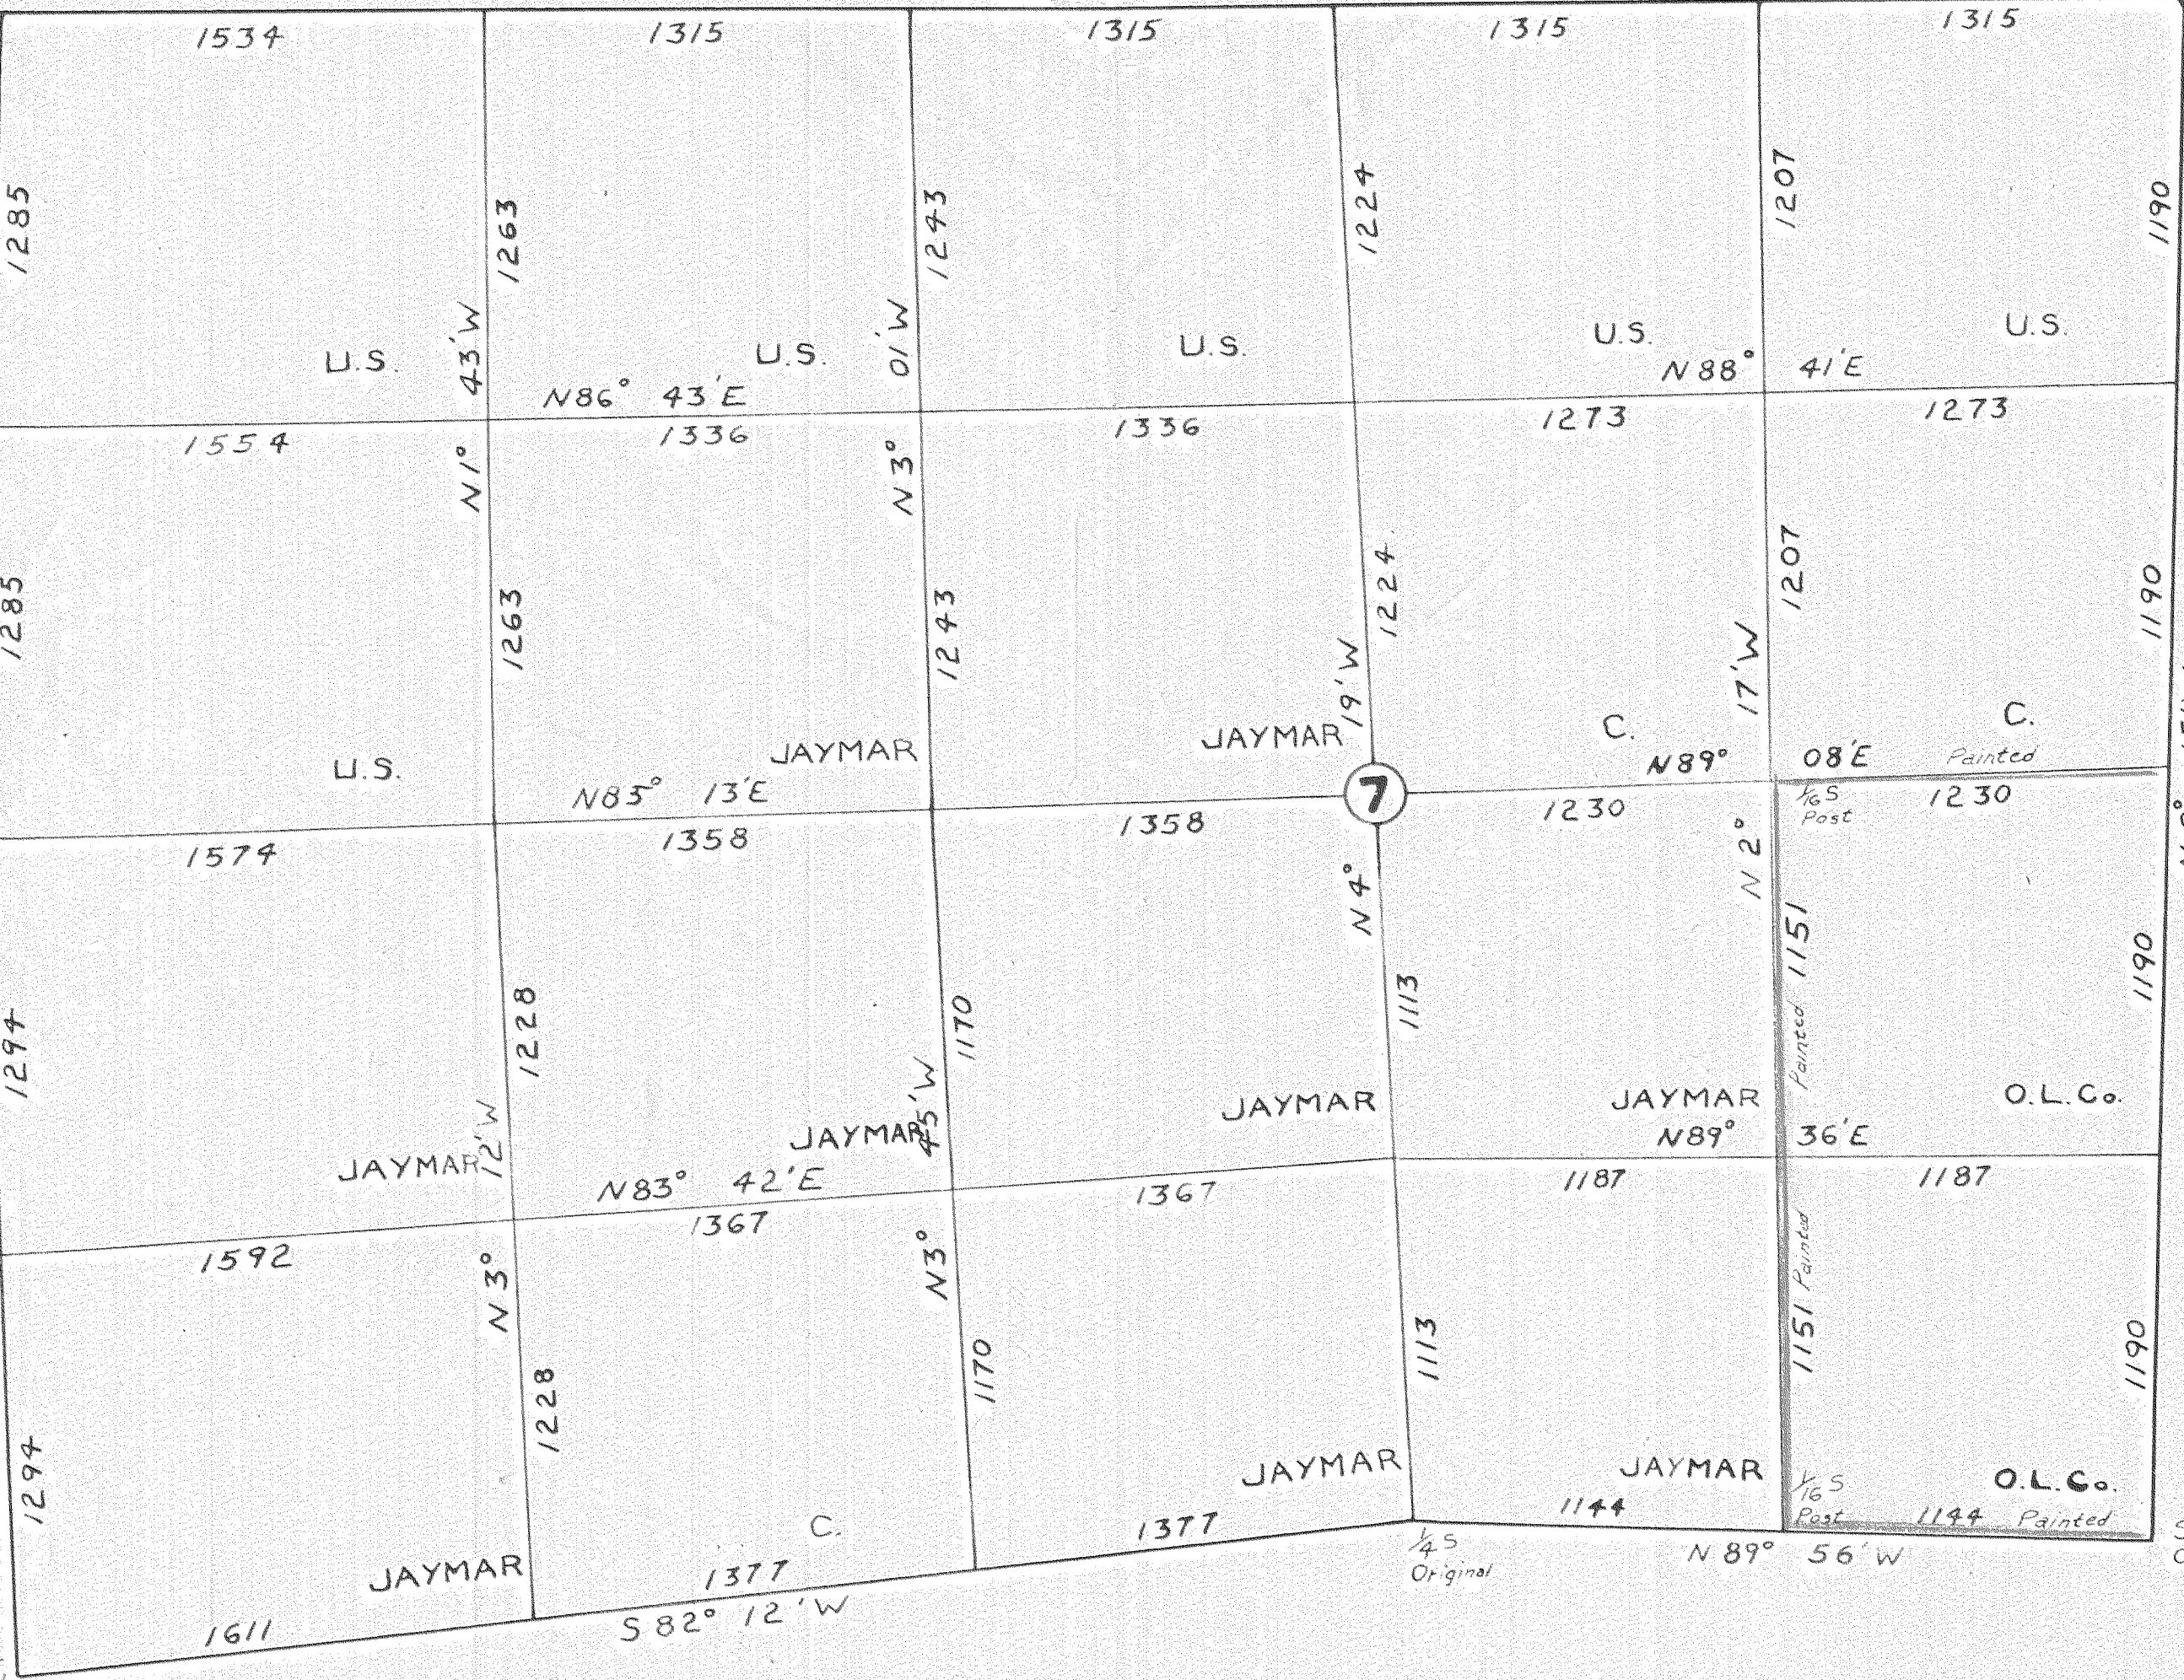 1534 1315 1315 1315 1315
1285 1263 1243 1224 1207 1190
U.S. N1° 43'W U.S. N3° 01'W U.S. U.S. U.S.
N86° 43'E N88° 41'E
1554 1336 1336 1273 1273
1285 1263 1243 1224 1207 1190
U.S. JAYMAR JAYMAR N4° 19'W C. N2° 17'W C.
N85° 13'E 7 N89° 08'E Painted
1574 1358 1358 1230 1/16 S Post 1230
1294 1228 1170 1113 1151 Painted 1190
JAYMAR N3° 12'W JAYMAR N3° 45'W JAYMAR JAYMAR O.L.Co.
N83° 42'E N89° 36'E
1592 1367 1367 1187 1187
1294 1228 1170 1113 1151 Painted 1190
JAYMAR C. JAYMAR JAYMAR O.L.Co.
1611 1377 1377 1144 1/16 S Post 1144 Painted
S 82° 12'W 1/4 S Original N 89° 56'W